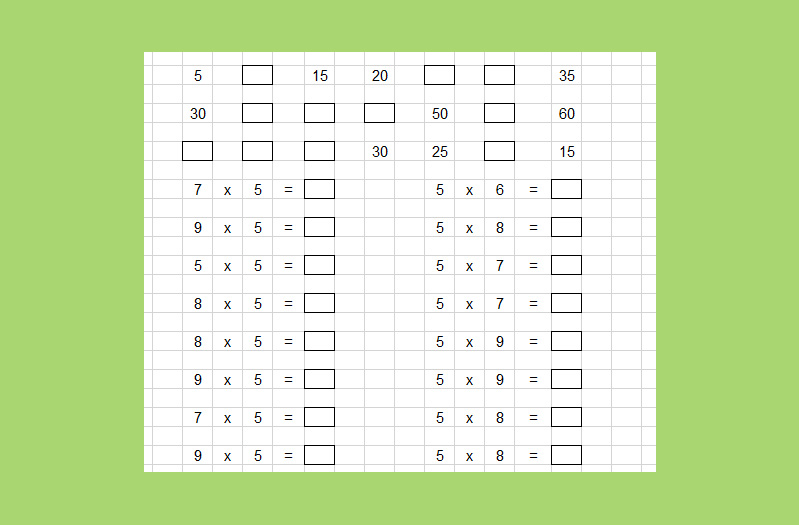 5 15 20 35
30 50 60
30 25 15
7 x 5 = 5 x 6 =
9 x 5 = 5 x 8 =
5 x 5 = 5 x 7 =
8 x 5 = 5 x 7 =
8 x 5 = 5 x 9 =
9 x 5 = 5 x 9 =
7 x 5 = 5 x 8 =
9 x 5 = 5 x 8 =